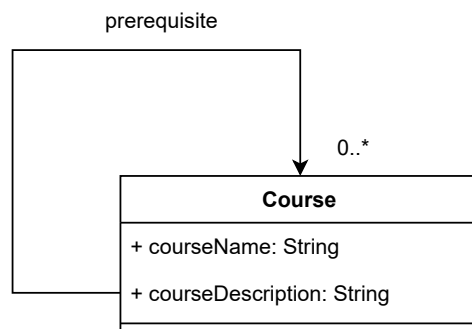 prerequisite
0..*
Course
+ courseName: String
+ courseDescription: String